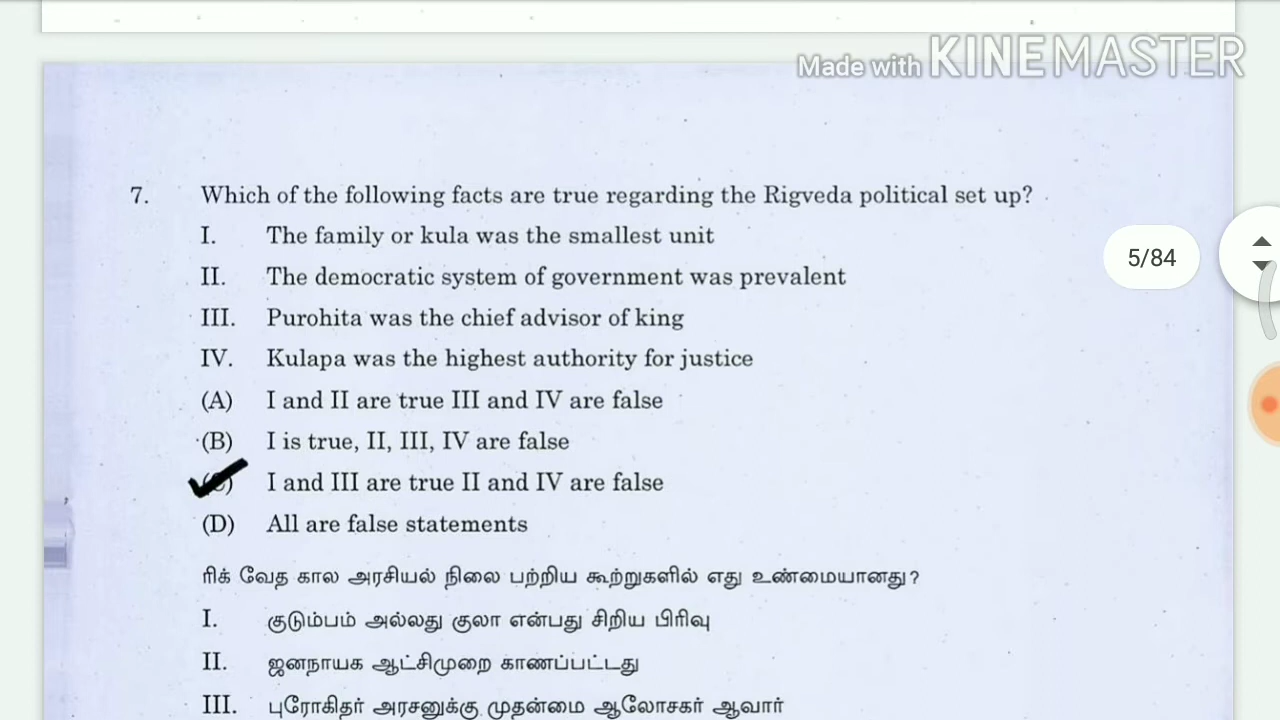 Made with KINEMASTER
7. Which of the following facts are true regarding the Rigveda political set up?
I. The family or kula was the smallest unit
5/84
II. The democratic system of government was prevalent
III. Purohita was the chief advisor of king
IV. Kulapa was the highest authority for justice
(A) I and II are true III and IV are false
(B) I is true, II, III, IV are false
(C) I and III are true II and IV are false
(D) All are false statements
ரிக் வேத கால அரசியல் நிலை பற்றிய கூற்றுகளில் எது உண்மையானது?
I. குடும்பம் அல்லது குலா என்பது சிறிய பிரிவு
II. ஜனநாயக ஆட்சிமுறை காணப்பட்டது
III. புரோகிதர் அரசனுக்கு முதன்மை ஆலோசகர் ஆவார்